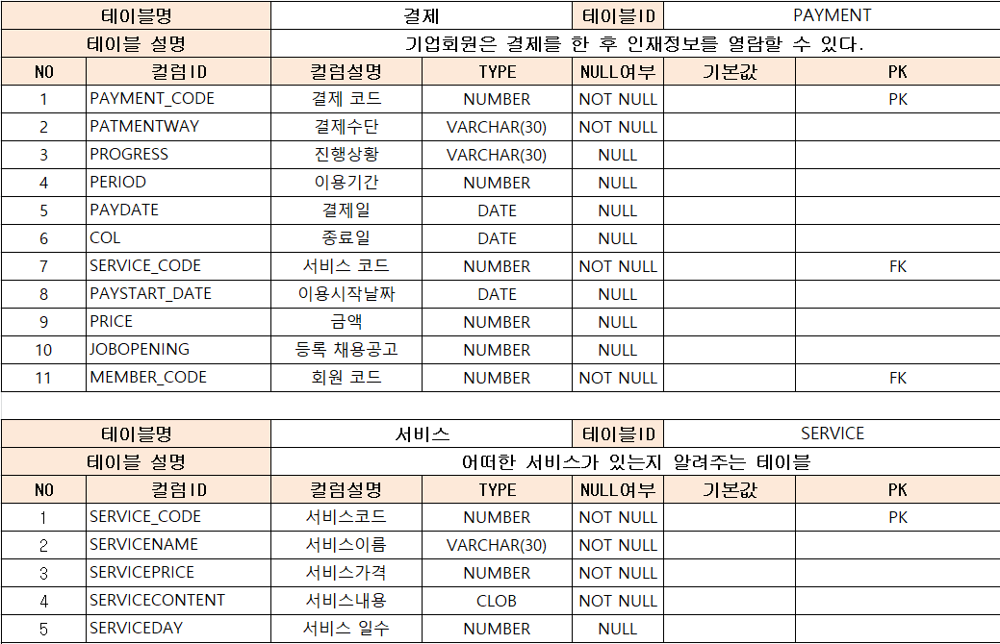 테이블명 결제 테이블ID PAYMENT
테이블 설명 기업회원은 결제를 한 후 인재정보를 열람할 수 있다.
NO 컬럼ID 컬럼설명 TYPE NULL여부 기본값 PK
1 PAYMENT_CODE 결제 코드 NUMBER NOT NULL PK
2 PATMENTWAY 결제수단 VARCHAR(30) NOT NULL
3 PROGRESS 진행상황 VARCHAR(30) NULL
4 PERIOD 이용기간 NUMBER NULL
5 PAYDATE 결제일 DATE NULL
6 COL 종료일 DATE NULL
7 SERVICE_CODE 서비스 코드 NUMBER NOT NULL FK
8 PAYSTART_DATE 이용시작날짜 DATE NULL
9 PRICE 금액 NUMBER NULL
10 JOBOPENING 등록 채용공고 NUMBER NULL
11 MEMBER_CODE 회원 코드 NUMBER NOT NULL FK
테이블명 서비스 테이블ID SERVICE
테이블 설명 어떠한 서비스가 있는지 알려주는 테이블
NO 컬럼ID 컬럼설명 TYPE NULL여부 기본값 PK
1 SERVICE_CODE 서비스코드 NUMBER NOT NULL PK
2 SERVICENAME 서비스이름 VARCHAR(30) NOT NULL
3 SERVICEPRICE 서비스가격 NUMBER NOT NULL
4 SERVICECONTENT 서비스내용 CLOB NOT NULL
5 SERVICEDAY 서비스 일수 NUMBER NULL